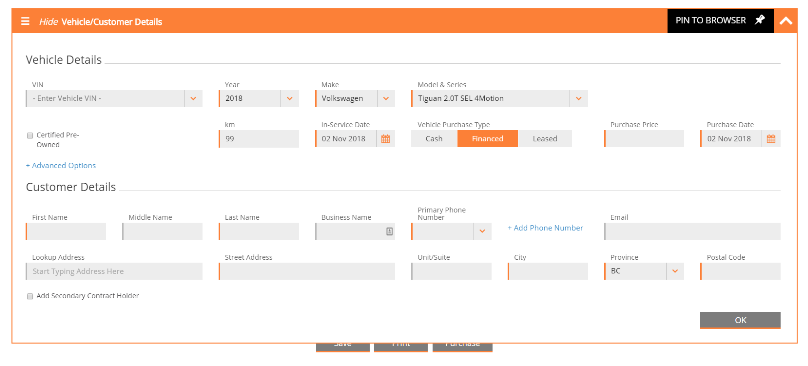 Hide Vehicle/Customer Details PIN TO BROWSER
Vehicle Details
VIN Year Make Model & Series
- Enter Vehicle VIN - 2018 Volkswagen Tiguan 2.0T SEL 4Motion
km In-Service Date Vehicle Purchase Type Purchase Price Purchase Date
Certified Pre-
Owned
99 02 Nov 2018 Cash Financed Leased 02 Nov 2018
+ Advanced Options
Customer Details
Primary Phone
First Name Middle Name Last Name Business Name Number Email
+ Add Phone Number
Lookup Address Street Address Unit/Suite City Province Postal Code
Start Typing Address Here BC
Add Secondary Contract Holder
OK
Save Print Purchase